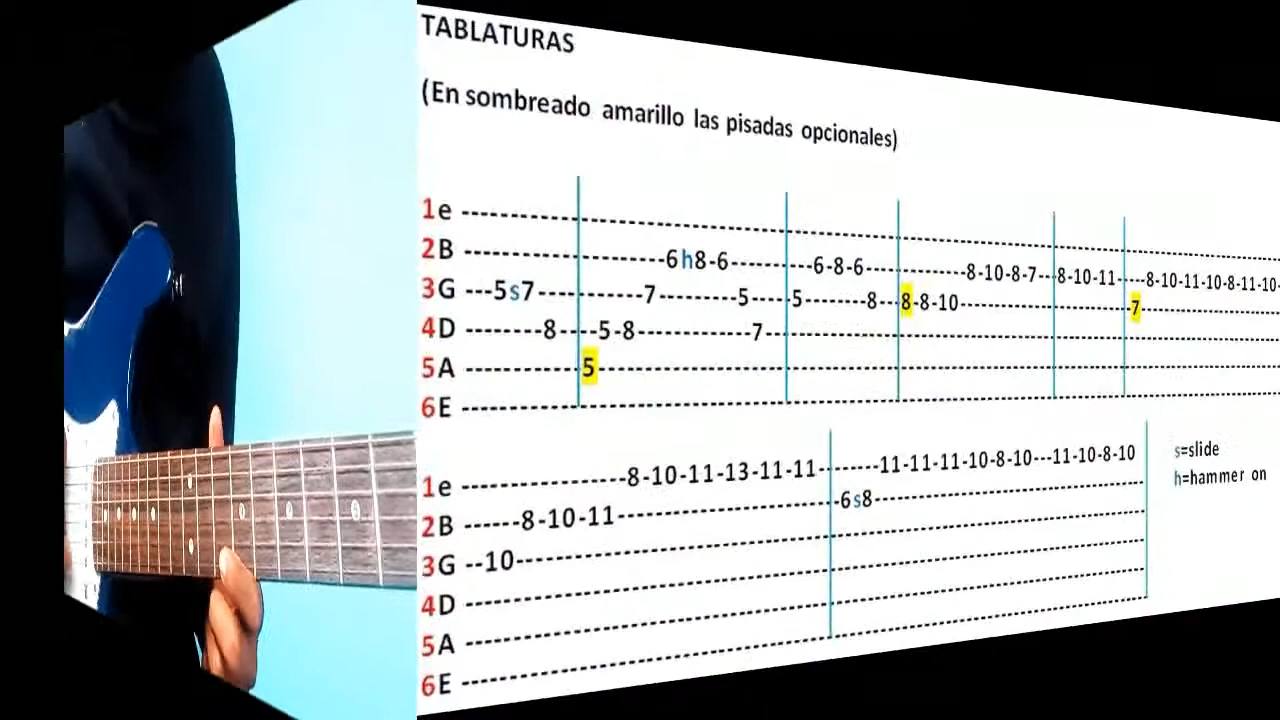 TABLATURAS
(En sombreado amarillo las pisadas opcionales)
1e ----------------------------------------------------------------
2B --------------------6h8-6-----------6-8-6------------8-10-8-7---8-10-11-----8-10-11-10-8-11-10-
3G ---5s7-------------7---------5-----5--------8---8-8-10--------------------7--------------
4D --------8----5-8------------7----------------------------------
5A ------------5--------------------------------------------------
6E ----------------------------------------------------------------
1e --------------------8-10-11-13-11-11----------11-11-11-10-8-10---11-10-8-10
2B ------8-10-11-----------------------6s8---------------------------
3G --10----------------------------------------------------------
4D ----------------------------------------------------------------
5A ----------------------------------------------------------------
6E ----------------------------------------------------------------
s=slide
h=hammer on